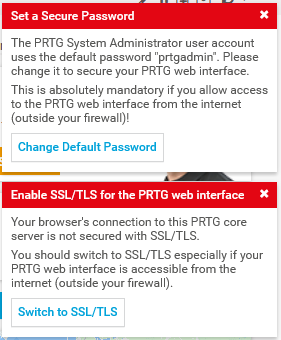 Set a Secure Password
The PRTG System Administrator user account
uses the default password "prtgadmin". Please
change it to secure your PRTG web interface.
This is absolutely mandatory if you allow access
to the PRTG web interface from the internet
(outside your firewall)!
Change Default Password
Enable SSL/TLS for the PRTG web interface
Your browser's connection to this PRTG core
server is not secured with SSL/TLS.
You should switch to SSL/TLS especially if your
PRTG web interface is accessible from the
internet (outside your firewall).
Switch to SSL/TLS